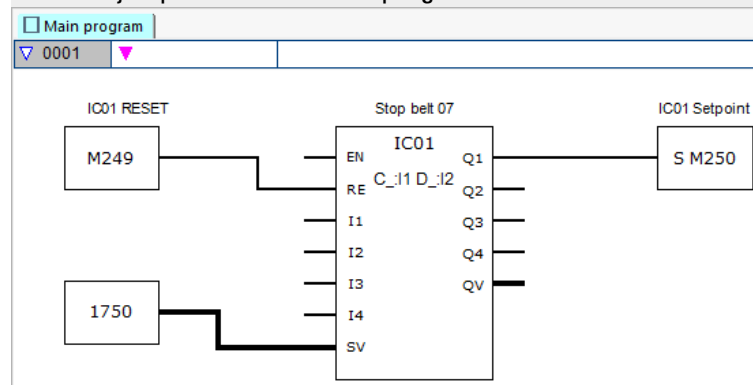 Main program
0001
IC01 RESET Stop belt 07 IC01 Setpoint
M249 IC01 S M250
EN Q1
RE C_:I1 D_:I2 Q2
I1 Q3
I2 Q4
I3 QV
1750 I4
SV